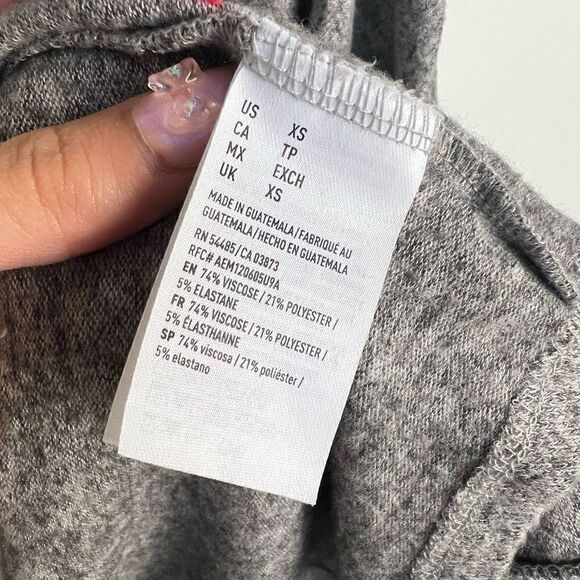 US XS
CA TP
MX EXCH
UK XS
MADE IN GUATEMALA/FABRIQUÉ AU
GUATEMALA/HECHO EN GUATEMALA
RN 54485/CA 03873
RFC# AEM120605U9A
EN 74% VISCOSE / 21% POLYESTER /
5% ELASTANE
FR 74% VISCOSE / 21% POLYESTER /
5% ÉLASTHANNE
SP 74% viscosa / 21% poliéster /
5% elastano